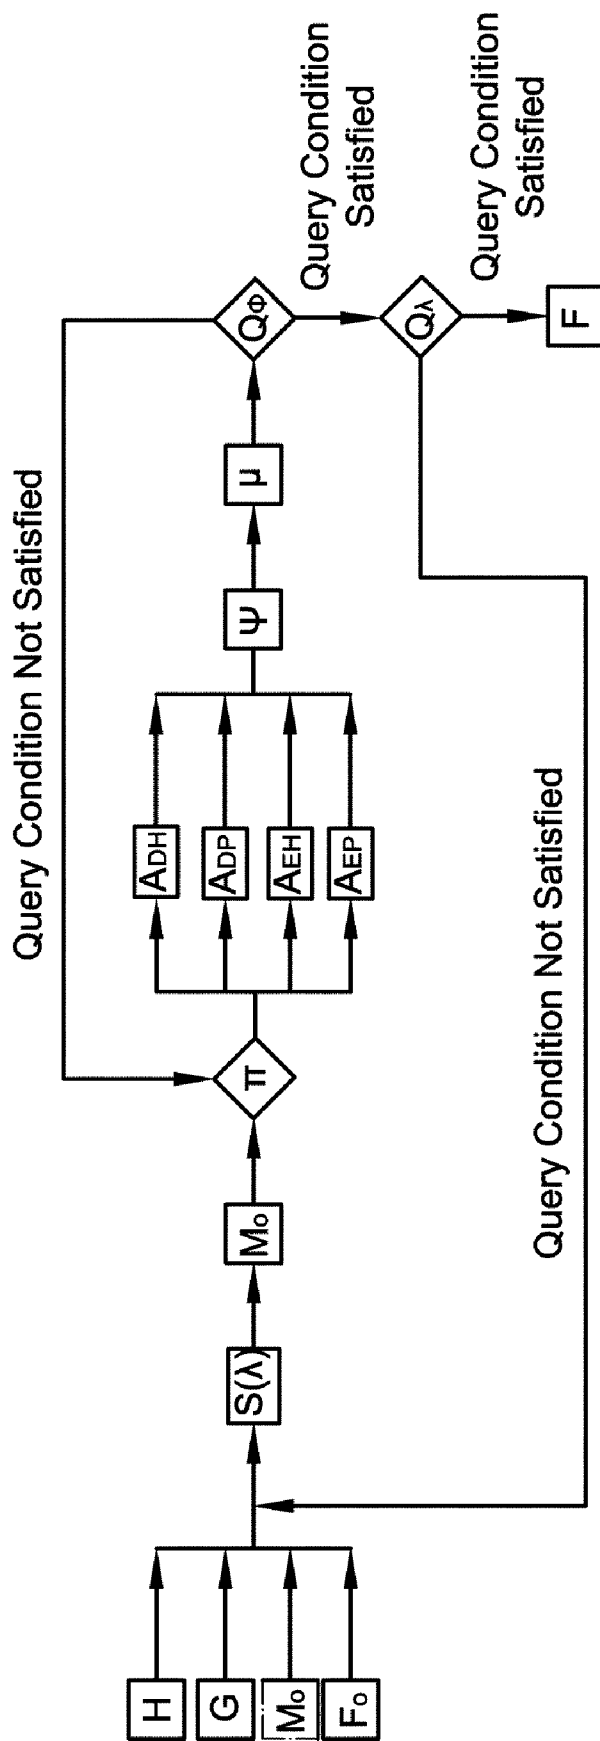 H
G
Mo
Fo
S(λ)
Mo
π
ADH
ADP
AEH
AEP
Ψ
μ
QΦ
Query Condition Not Satisfied
Query Condition
Satisfied
Qλ
Query Condition Not Satisfied
Query Condition
Satisfied
F